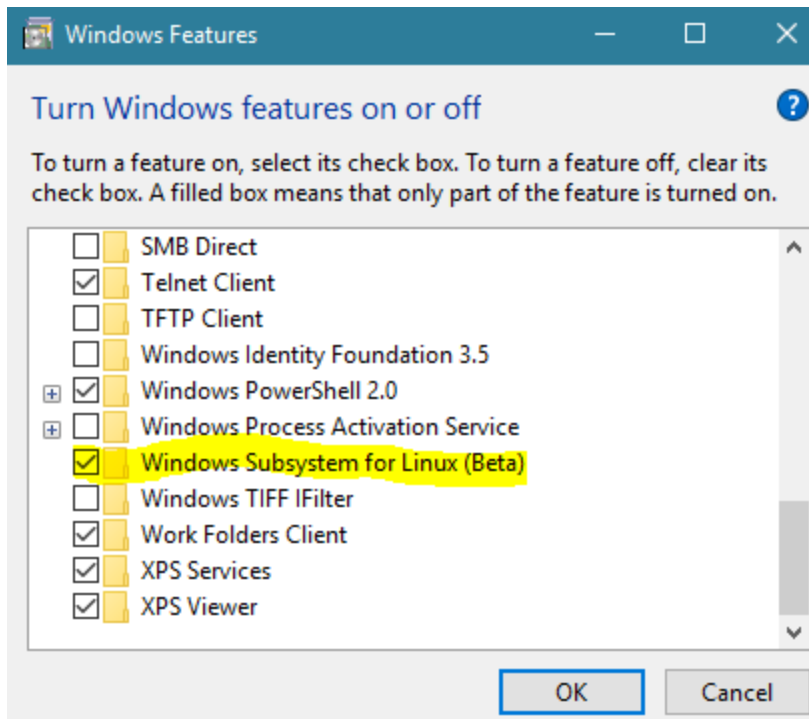 Windows Features
Turn Windows features on or off
?
To turn a feature on, select its check box. To turn a feature off, clear its
check box. A filled box means that only part of the feature is turned on.
SMB Direct
Telnet Client
TFTP Client
Windows Identity Foundation 3.5
Windows PowerShell 2.0
Windows Process Activation Service
Windows Subsystem for Linux (Beta)
Windows TIFF IFilter
Work Folders Client
XPS Services
XPS Viewer
OK
Cancel